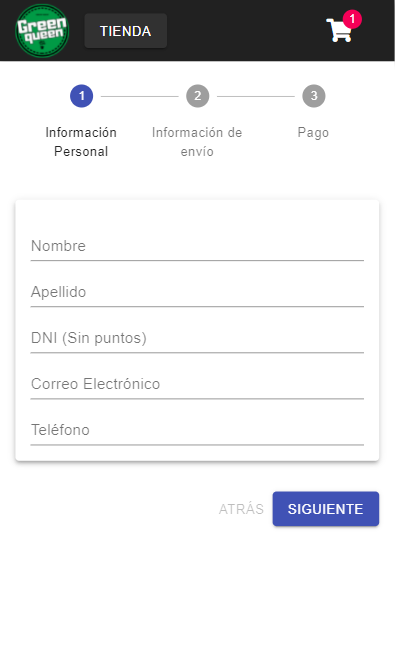 Green
queen
TIENDA
1
1
2
3
Información
Personal
Información de
envío
Pago
Nombre
Apellido
DNI (Sin puntos)
Correo Electrónico
Teléfono
ATRÁS
SIGUIENTE